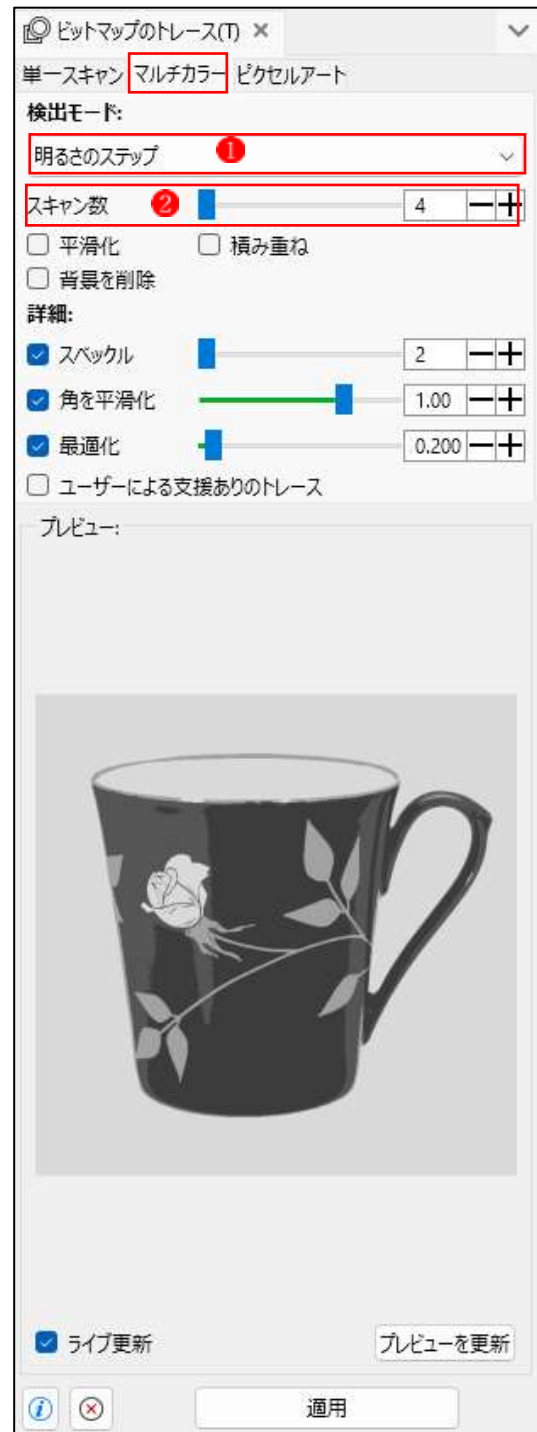 ビットマップのトレース(T) ×
単一スキャン マルチカラー ピクセルアート
検出モード:
明るさのステップ 1
スキャン数 2 4
平滑化 積み重ね
背景を削除
詳細:
スペックル 2
角を平滑化 1.00
最適化 0.200
ユーザーによる支援ありのトレース
プレビュー:
ライブ更新 プレビューを更新
適用